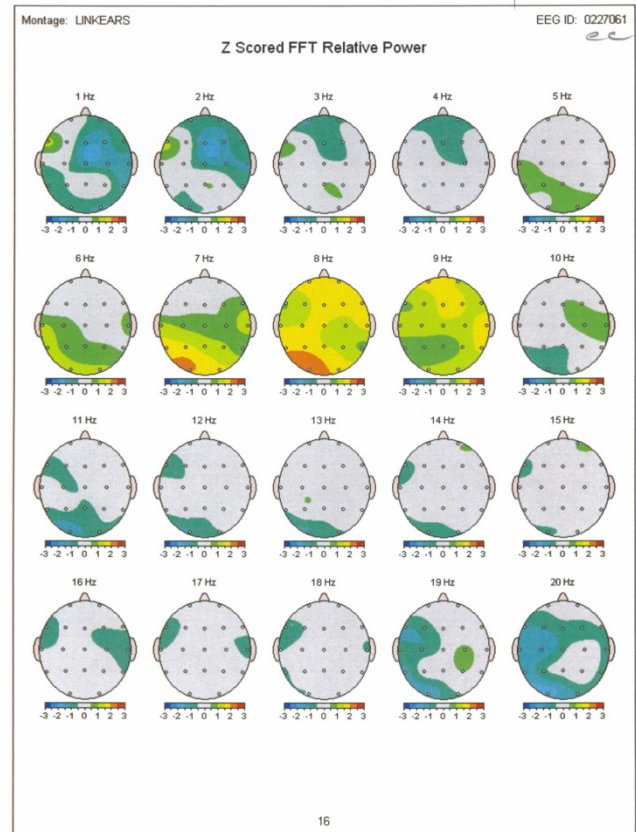 Montage: LINKEARS
EEG ID: 0227061
ec
Z Scored FFT Relative Power
1 Hz 2 Hz 3 Hz 4 Hz 5 Hz
-3 -2 -1 0 1 2 3 -3 -2 -1 0 1 2 3 -3 -2 -1 0 1 2 3 -3 -2 -1 0 1 2 3 -3 -2 -1 0 1 2 3
6 Hz 7 Hz 8 Hz 9 Hz 10 Hz
-3 -2 -1 0 1 2 3 -3 -2 -1 0 1 2 3 -3 -2 -1 0 1 2 3 -3 -2 -1 0 1 2 3 -3 -2 -1 0 1 2 3
11 Hz 12 Hz 13 Hz 14 Hz 15 Hz
-3 -2 -1 0 1 2 3 -3 -2 -1 0 1 2 3 -3 -2 -1 0 1 2 3 -3 -2 -1 0 1 2 3 -3 -2 -1 0 1 2 3
16 Hz 17 Hz 18 Hz 19 Hz 20 Hz
-3 -2 -1 0 1 2 3 -3 -2 -1 0 1 2 3 -3 -2 -1 0 1 2 3 -3 -2 -1 0 1 2 3 -3 -2 -1 0 1 2 3
16